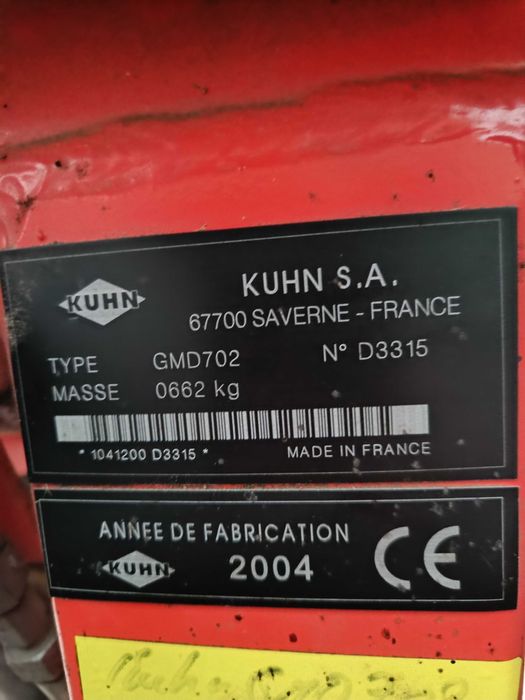 KUHN
KUHN S.A.
67700 SAVERNE - FRANCE
TYPE GMD702 N° D3315
MASSE 0662 kg
* 1041200 D3315 *
MADE IN FRANCE
ANNEE DE FABRICATION
KUHN 2004 CE